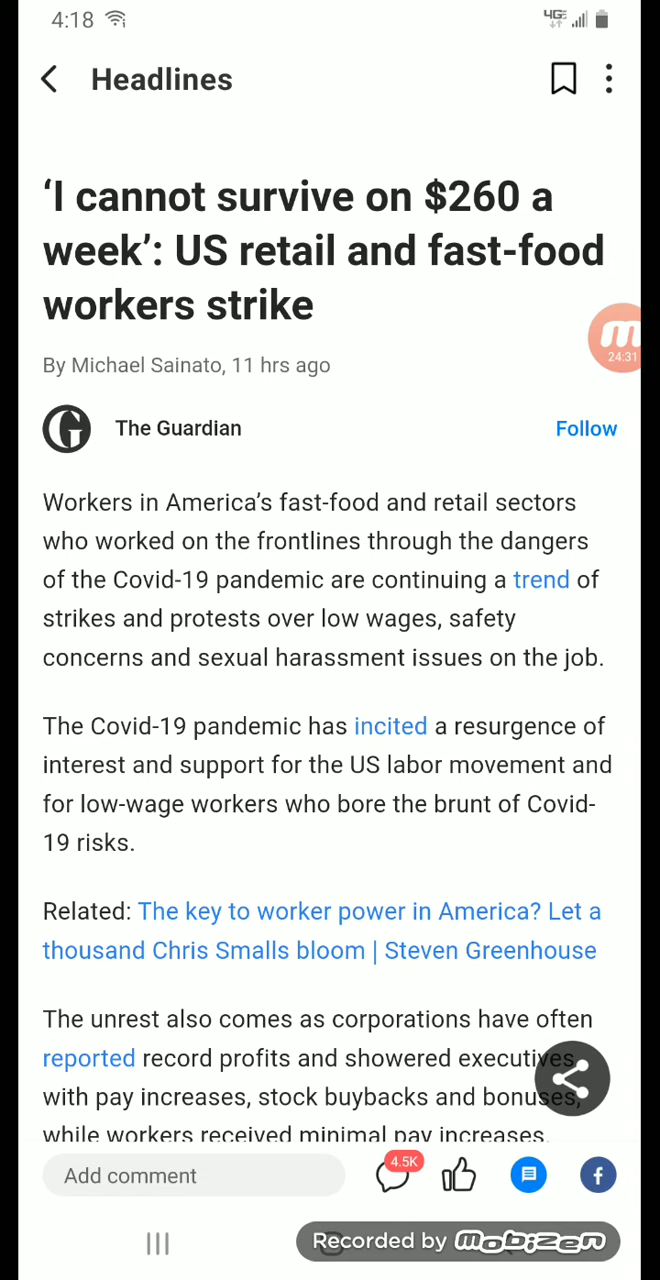 4:18
4GE
Headlines
‘I cannot survive on $260 a
week’: US retail and fast-food
workers strike
24:31
By Michael Sainato, 11 hrs ago
The Guardian
Follow
Workers in America’s fast-food and retail sectors
who worked on the frontlines through the dangers
of the Covid-19 pandemic are continuing a trend of
strikes and protests over low wages, safety
concerns and sexual harassment issues on the job.
The Covid-19 pandemic has incited a resurgence of
interest and support for the US labor movement and
for low-wage workers who bore the brunt of Covid-
19 risks.
Related: The key to worker power in America? Let a
thousand Chris Smalls bloom | Steven Greenhouse
The unrest also comes as corporations have often
reported record profits and showered executives
with pay increases, stock buybacks and bonuses,
while workers received minimal pay increases.
Add comment
4.5K
Recorded by mobizen